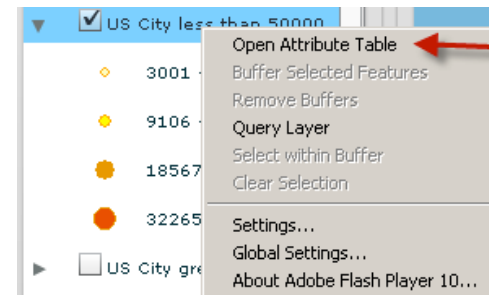 US City less than 50000
Open Attribute Table
3001 -
Buffer Selected Features
Remove Buffers
9106 -
Query Layer
18567
Select within Buffer
Clear Selection
32265
Settings...
Global Settings...
US City gre
About Adobe Flash Player 10...